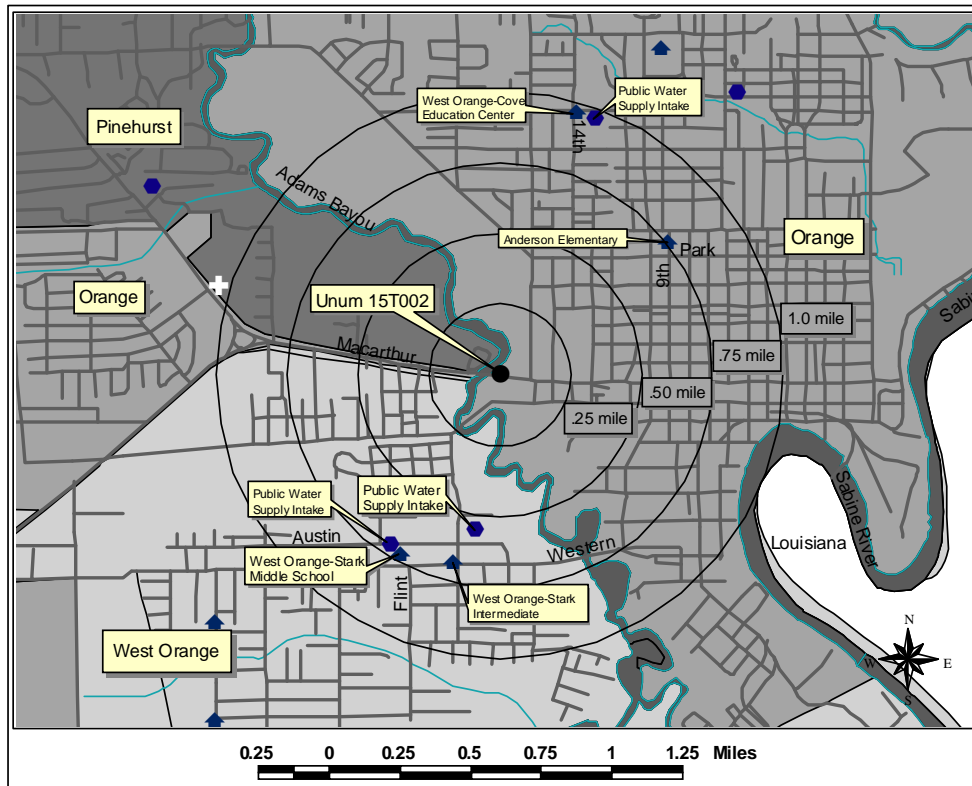 West Orange-Cove
Education Center
Public Water
Supply Intake
14th
Pinehurst
Adams Bayou
Anderson Elementary
Park
Orange
9th
Orange
Unum 15T002
Sabine
1.0 mile
Macarthur
.75 mile
.50 mile
.25 mile
Public Water
Supply Intake
Public Water
Supply Intake
Sabine River
Austin
Louisiana
Western
West Orange-Stark
Middle School
Flint
West Orange-Stark
Intermediate
West Orange
N
W
E
S
0.25 0 0.25 0.5 0.75 1 1.25 Miles